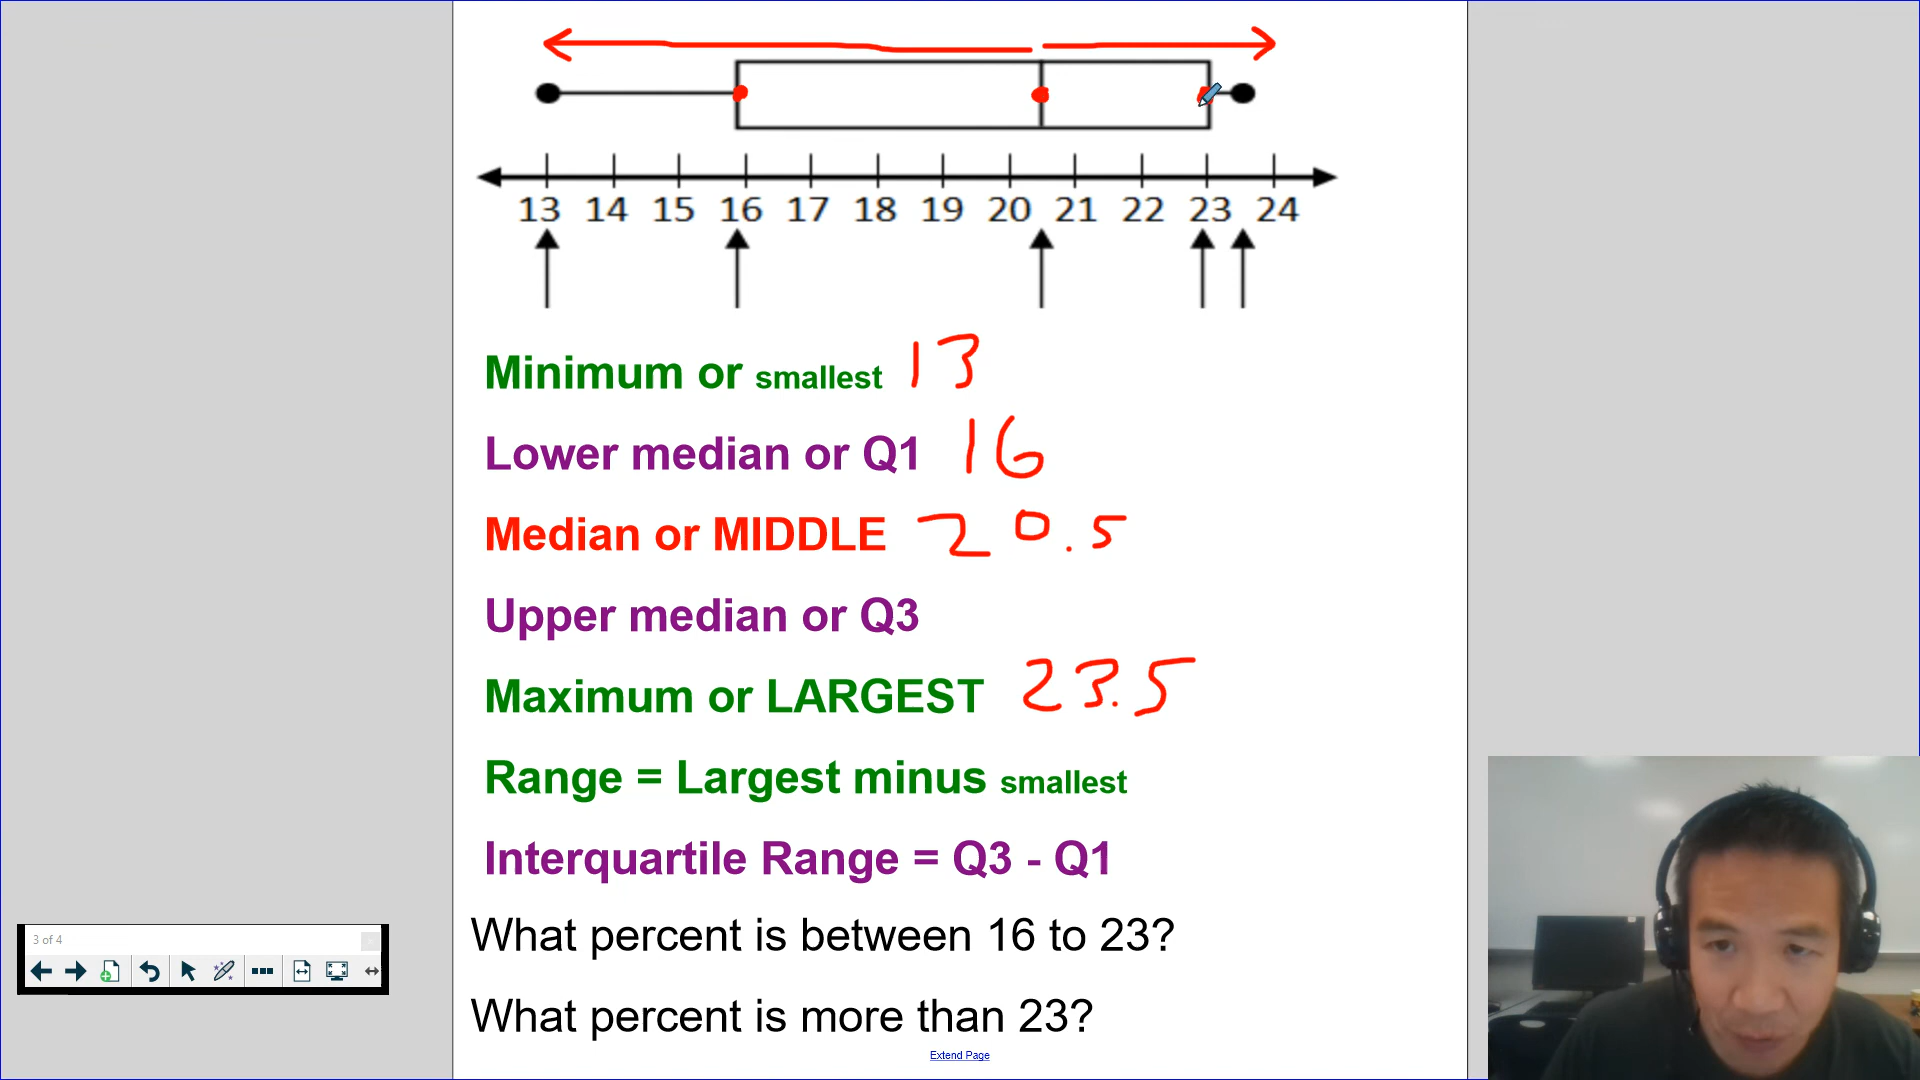 13 14 15 16 17 18 19 20 21 22 23 24
Minimum or smallest 13
Lower median or Q1 16
Median or MIDDLE 20.5
Upper median or Q3
Maximum or LARGEST 23.5
Range = Largest minus smallest
Interquartile Range = Q3 - Q1
What percent is between 16 to 23?
What percent is more than 23?
Extend Page
3 of 4